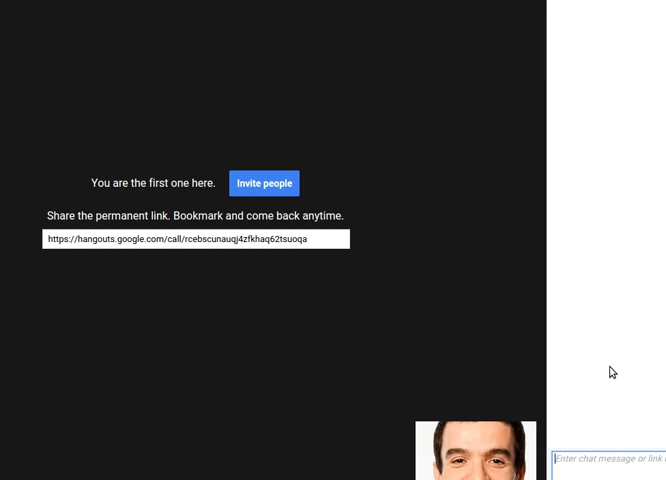 You are the first one here. Invite people
Share the permanent link. Bookmark and come back anytime.
https://hangouts.google.com/call/rcebscunauqj4zfkhaq62tsuoqa
Enter chat message or link